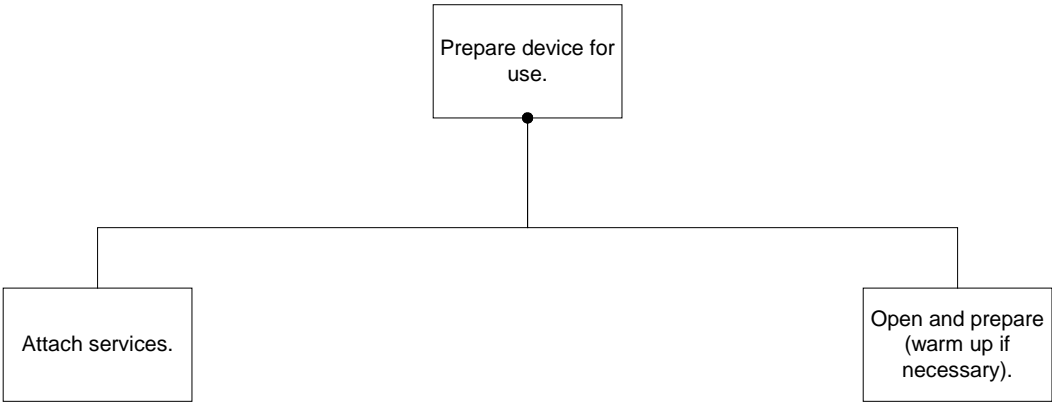 Prepare device for
use.
Attach services.
Open and prepare
(warm up if
necessary).